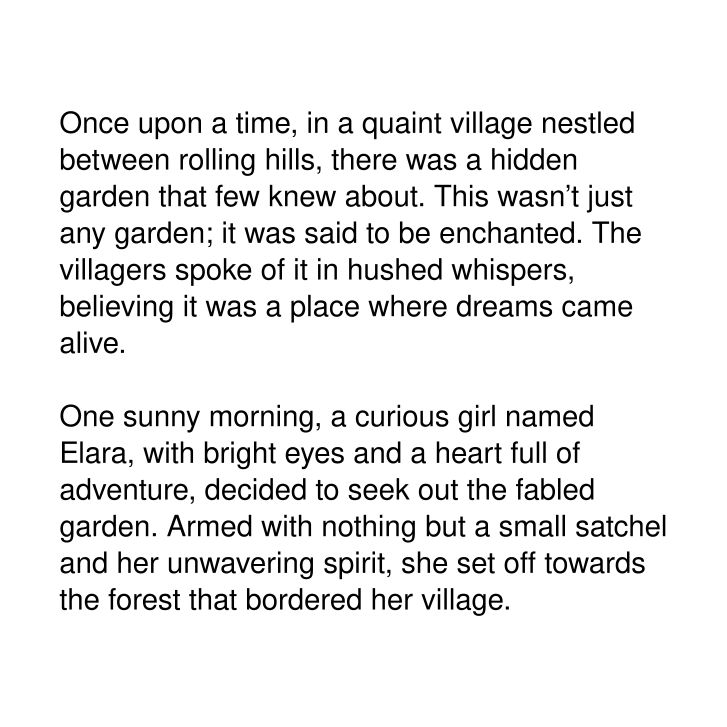 Once upon a time, in a quaint village nestled
between rolling hills, there was a hidden
garden that few knew about. This wasn’t just
any garden; it was said to be enchanted. The
villagers spoke of it in hushed whispers,
believing it was a place where dreams came
alive.

One sunny morning, a curious girl named
Elara, with bright eyes and a heart full of
adventure, decided to seek out the fabled
garden. Armed with nothing but a small satchel
and her unwavering spirit, she set off towards
the forest that bordered her village.